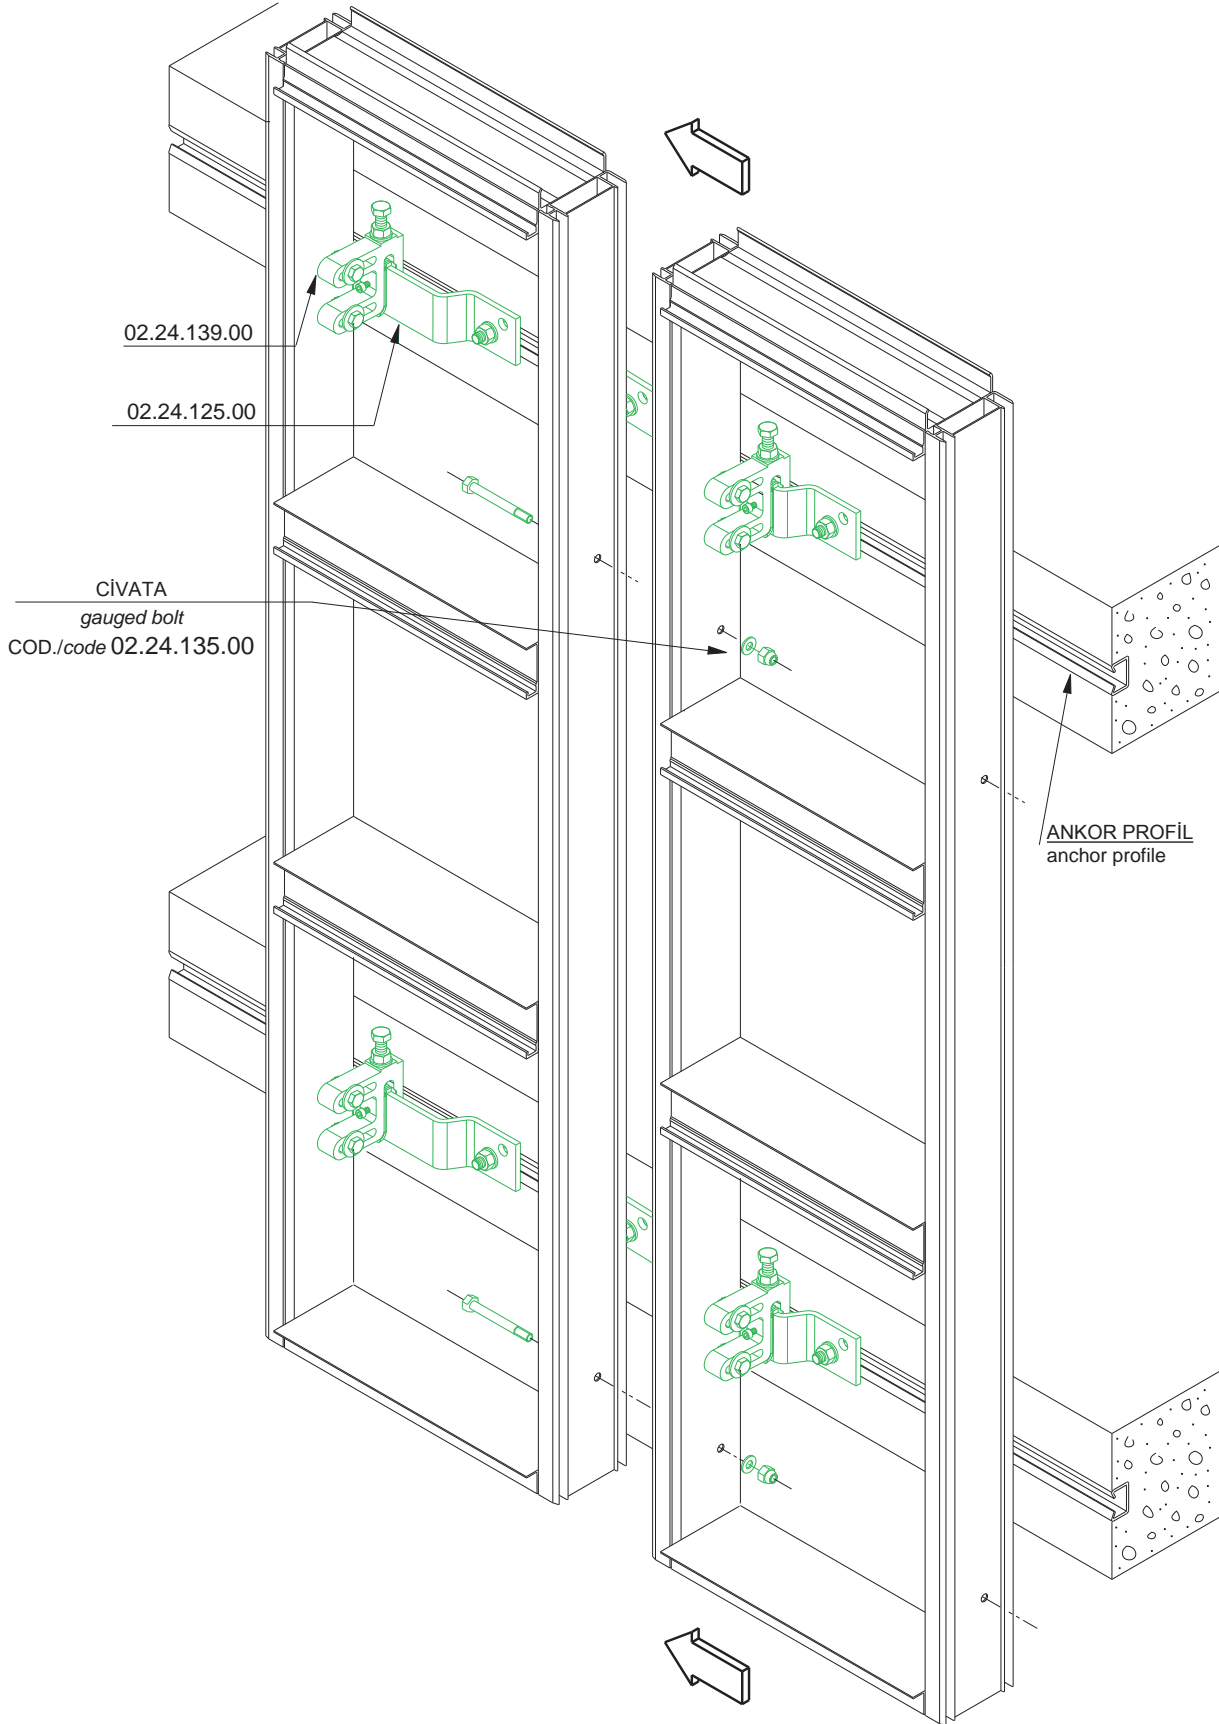 02.24.139.00
02.24.125.00
CİVATA
gauged bolt
COD./code 02.24.135.00
ANKOR PROFİL
anchor profile